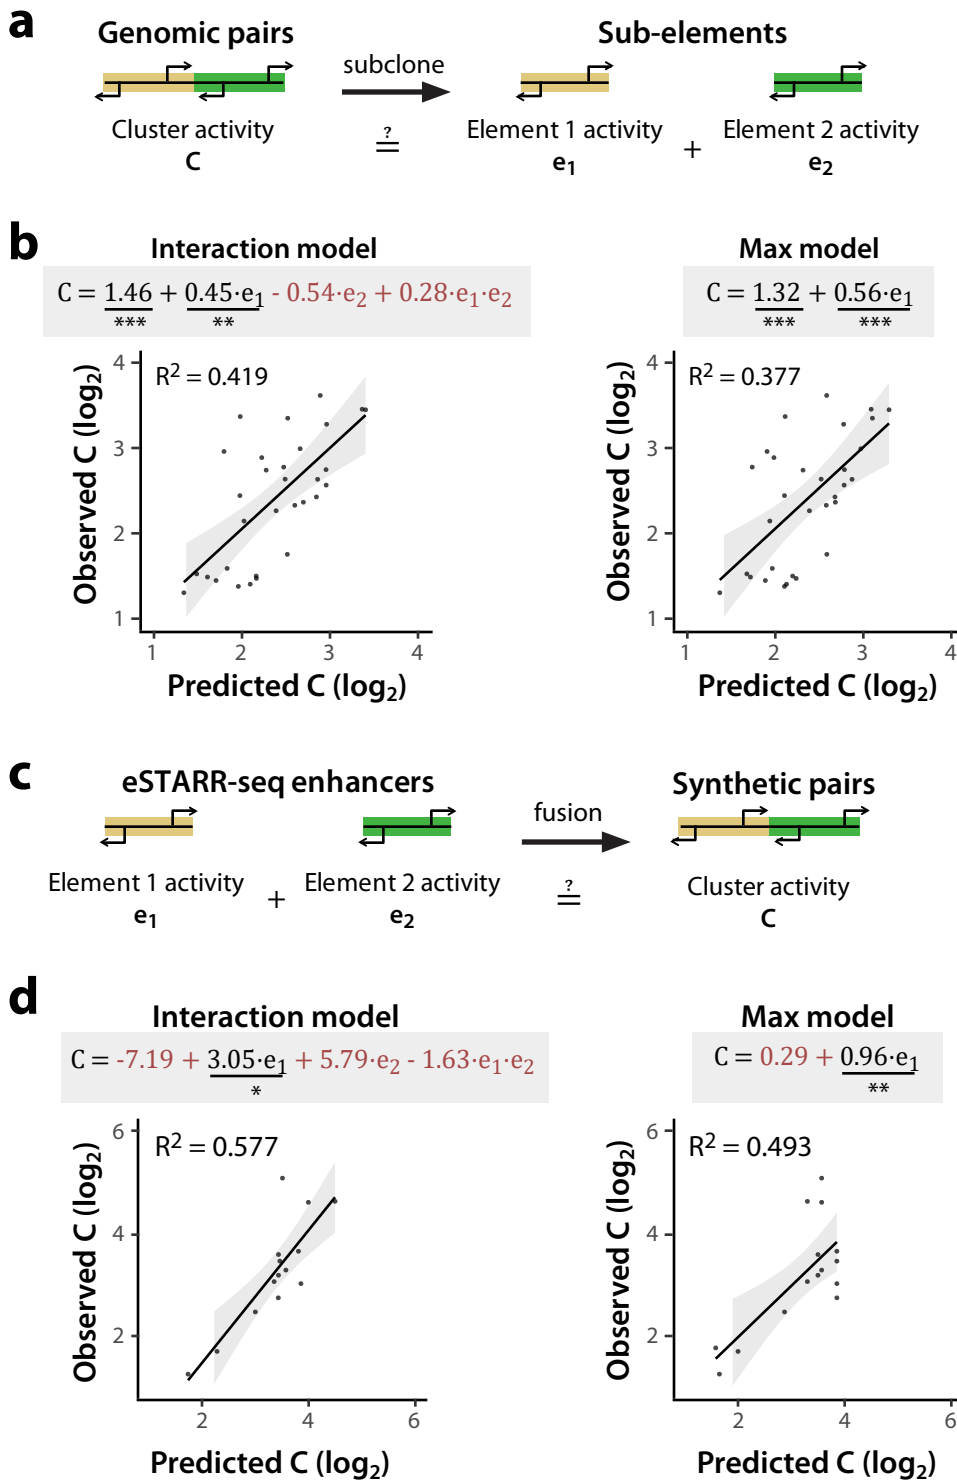 a
Genomic pairs
Sub-elements
subclone
Cluster activity
C
?
=
Element 1 activity
e1
+
Element 2 activity
e2
b
Interaction model
C = 1.46 + 0.45·e1 - 0.54·e2 + 0.28·e1·e2
*** **
Max model
C = 1.32 + 0.56·e1
*** ***
R2 = 0.419
Observed C (log2)
4
3
2
1
1 2 3 4
Predicted C (log2)
R2 = 0.377
Observed C (log2)
4
3
2
1
1 2 3 4
Predicted C (log2)
c
eSTARR-seq enhancers
Synthetic pairs
fusion
Element 1 activity
e1
+
Element 2 activity
e2
?
=
Cluster activity
C
d
Interaction model
C = -7.19 + 3.05·e1 + 5.79·e2 - 1.63·e1·e2
*
Max model
C = 0.29 + 0.96·e1
**
R2 = 0.577
Observed C (log2)
6
4
2
2 4 6
Predicted C (log2)
R2 = 0.493
Observed C (log2)
6
4
2
2 4 6
Predicted C (log2)